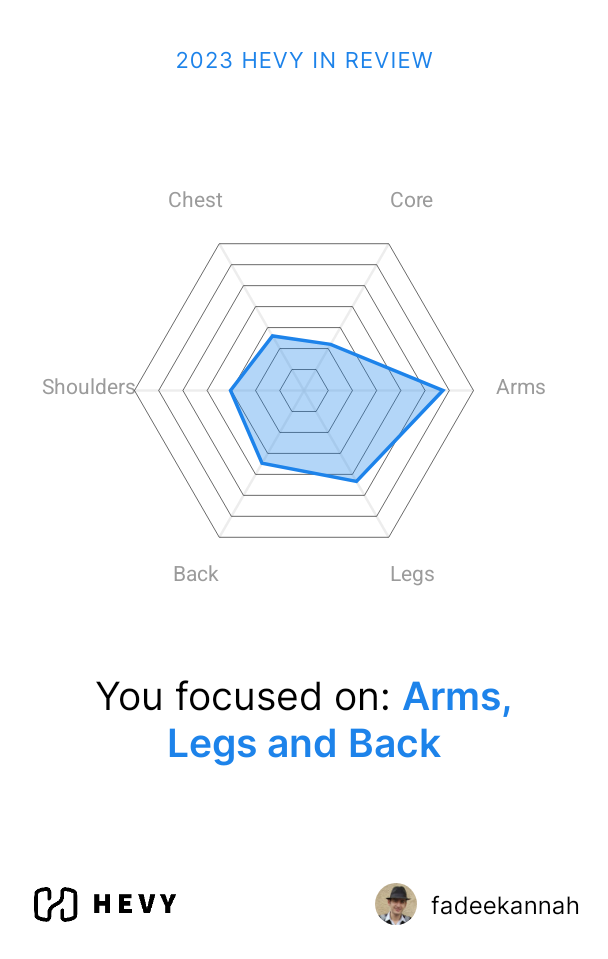 2023 HEVY IN REVIEW
Chest
Core
Shoulders
Arms
Back
Legs
You focused on: Arms,
Legs and Back
HEVY
fadeekannah